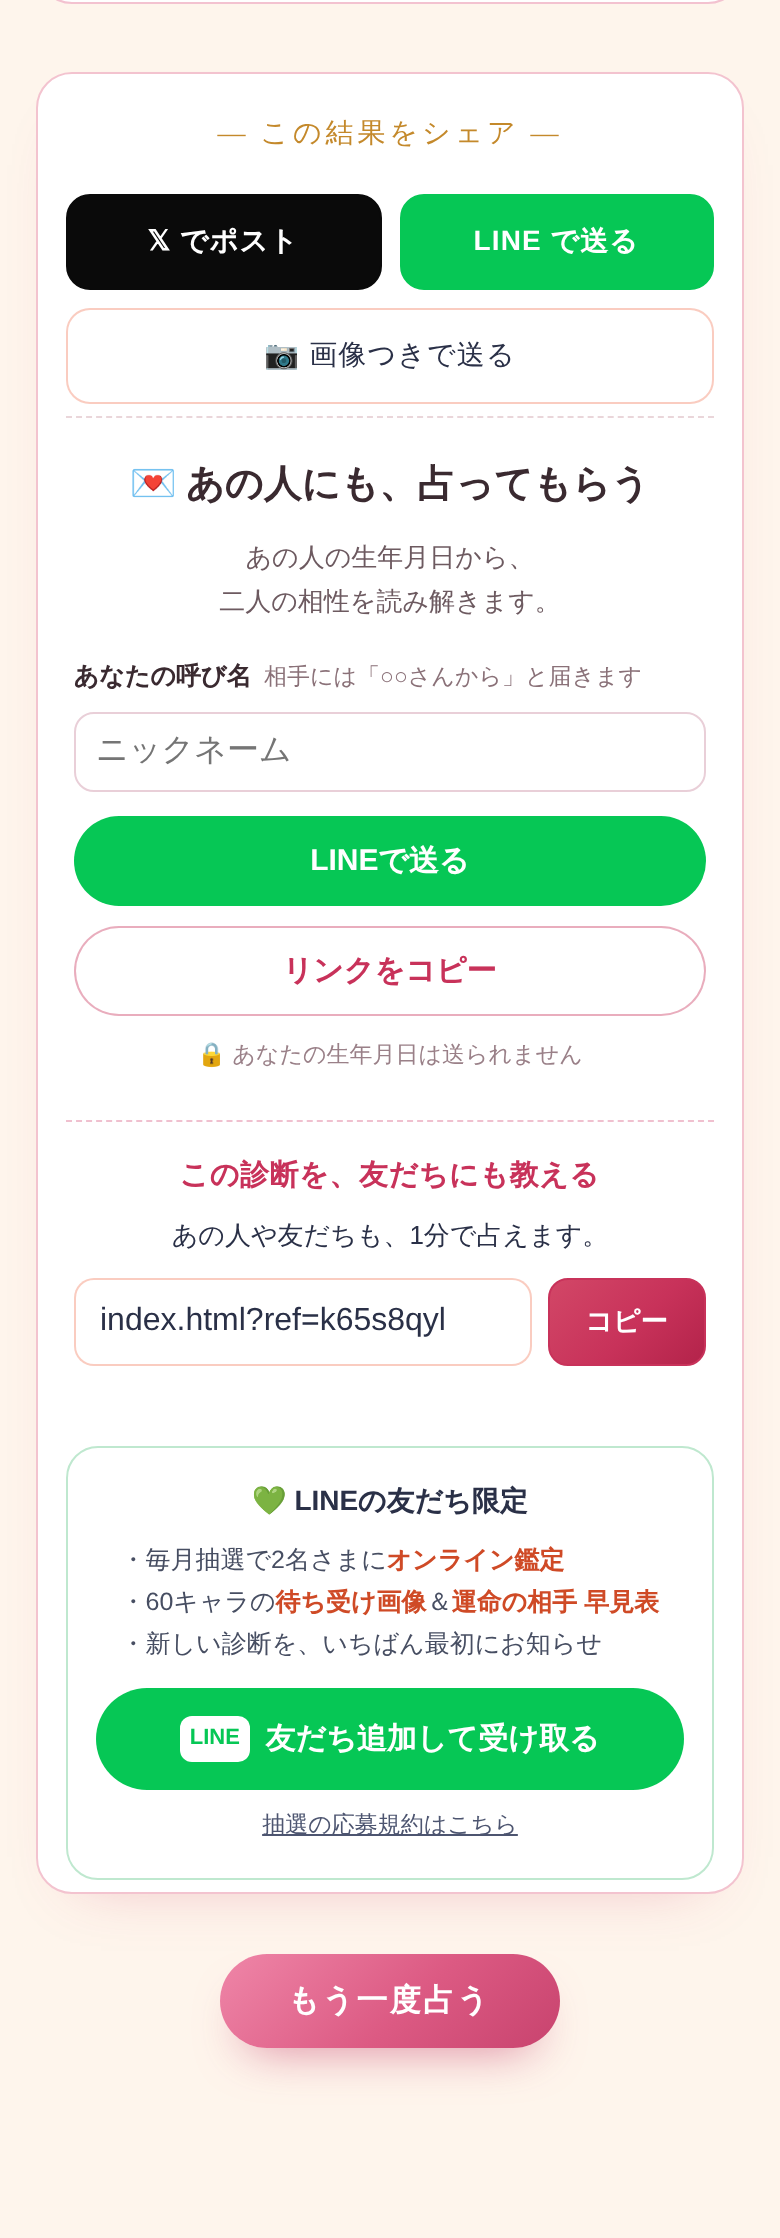 — この結果をシェア —
𝕏 でポスト
LINE で送る
📷 画像つきで送る
💌 あの人にも、占ってもらう
あの人の生年月日から、
二人の相性を読み解きます。
あなたの呼び名 相手には「○○さんから」と届きます
ニックネーム
LINEで送る
リンクをコピー
🔒 あなたの生年月日は送られません
この診断を、友だちにも教える
あの人や友だちも、1分で占えます。
index.html?ref=k65s8qyl
コピー
💚 LINEの友だち限定
・毎月抽選で2名さまにオンライン鑑定
・60キャラの待ち受け画像＆運命の相手 早見表
・新しい診断を、いちばん最初にお知らせ
LINE 友だち追加して受け取る
抽選の応募規約はこちら
もう一度占う